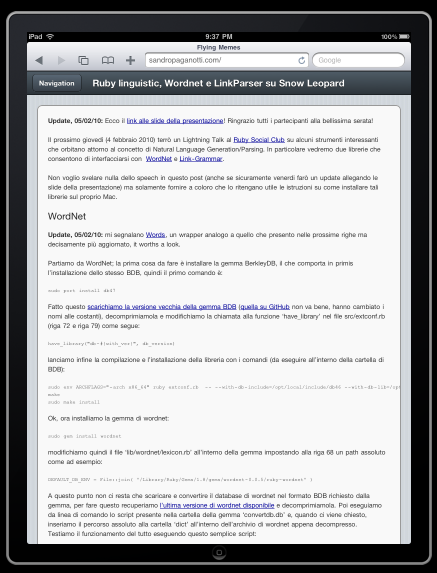 iPad 9:37 PM 100%
Flying Memes
sandropaganotti.com/ Google
Navigation Ruby linguistic, Wordnet e LinkParser su Snow Leopard
Update, 05/02/10: Ecco il link alle slide della presentazione! Ringrazio tutti i partecipanti alla bellissima serata!
Il prossimo giovedì (4 febbraio 2010) terrò un Lightning Talk al Ruby Social Club su alcuni strumenti interessanti
che orbitano attorno al concetto di Natural Language Generation/Parsing. In particolare vedremo due librerie che
consentono di interfacciarsi con WordNet e Link-Grammar.
Non voglio svelare nulla dello speech in questo post (anche se sicuramente venerdì farò un update allegando le
slide della presentazione) ma solamente fornire a coloro che lo ritengano utile le istruzioni su come installare tali
librerie sul proprio Mac.
WordNet
Update, 05/02/10: mi segnalano Words, un wrapper analogo a quello che presento nelle prossime righe ma
decisamente più aggiornato, it worths a look.
Partiamo da WordNet; la prima cosa da fare è installare la gemma BerkleyDB, il che comporta in primis
l'installazione dello stesso BDB, quindi il primo comando è:
sudo port install db47
Fatto questo scarichiamo la versione vecchia della gemma BDB (quella su GitHub non va bene, hanno cambiato i
nomi alle costanti), decomprimiamola e modifichiamo la chiamata alla funzione 'have_library' nel file src/extconf.rb
(riga 72 e riga 79) come segue:
have_library("db-#{with_ver}", db_version)
lanciamo infine la compilazione e l'installazione della libreria con i comandi (da eseguire all'interno della cartella di
BDB):
sudo env ARCHFLAGS="-arch x86_64" ruby extconf.rb -- --with-db-include=/opt/local/include/db46 --with-db-lib=/opt
make
sudo make install
Ok, ora installiamo la gemma di wordnet:
sudo gem install wordnet
modifichiamo quindi il file 'lib/wordnet/lexicon.rb' all'interno della gemma impostando alla riga 68 un path assoluto
come ad esempio:
DEFAULT_DB_ENV = File::join( "/Library/Ruby/Gems/1.8/gems/wordnet-0.0.5/ruby-wordnet" )
A questo punto non ci resta che scaricare e convertire il database di wordnet nel formato BDB richiesto dalla
gemma, per fare questo recuperiamo l'ultima versione di wordnet disponibile e decomprimiamola. Poi eseguiamo
da linea di comando lo script presente nella cartella della gemma 'convertdb.db' e, quando ci viene chiesto,
inseriamo il percorso assoluto alla cartella 'dict' all'interno dell'archivio di wordnet appena decompresso.
Testiamo il funzionamento del tutto eseguendo questo semplice script: